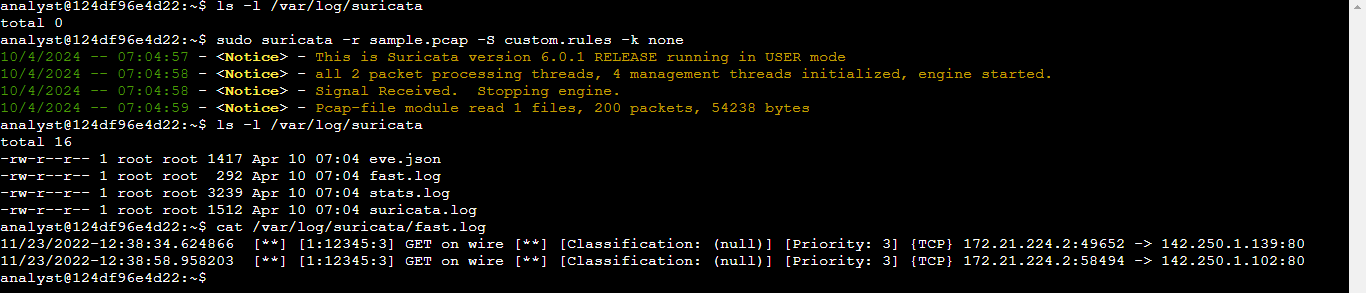 analyst@124df96e4d22:~$ ls -l /var/log/suricata
total 0
analyst@124df96e4d22:~$ sudo suricata -r sample.pcap -S custom.rules -k none
10/4/2024 -- 07:04:57 - <Notice> - This is Suricata version 6.0.1 RELEASE running in USER mode
10/4/2024 -- 07:04:58 - <Notice> - all 2 packet processing threads, 4 management threads initialized, engine started.
10/4/2024 -- 07:04:58 - <Notice> - Signal Received.  Stopping engine.
10/4/2024 -- 07:04:59 - <Notice> - Pcap-file module read 1 files, 200 packets, 54238 bytes
analyst@124df96e4d22:~$ ls -l /var/log/suricata
total 16
-rw-r--r-- 1 root root 1417 Apr 10 07:04 eve.json
-rw-r--r-- 1 root root  292 Apr 10 07:04 fast.log
-rw-r--r-- 1 root root 3239 Apr 10 07:04 stats.log
-rw-r--r-- 1 root root 1512 Apr 10 07:04 suricata.log
analyst@124df96e4d22:~$ cat /var/log/suricata/fast.log
11/23/2022-12:38:34.624866  [**] [1:12345:3] GET on wire [**] [Classification: (null)] [Priority: 3] {TCP} 172.21.224.2:49652 -> 142.250.1.139:80
11/23/2022-12:38:58.958203  [**] [1:12345:3] GET on wire [**] [Classification: (null)] [Priority: 3] {TCP} 172.21.224.2:58494 -> 142.250.1.102:80
analyst@124df96e4d22:~$